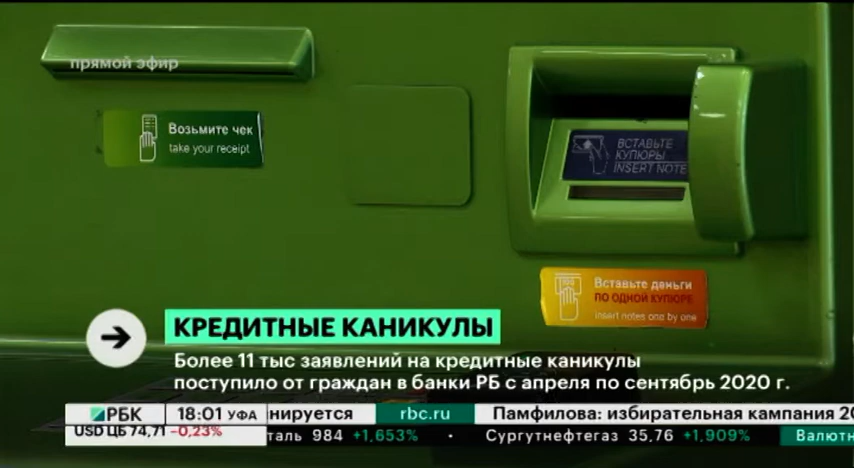 прямой эфир
Возьмите чек
take your receipt
ВСТАВЬТЕ
КУПЮРЫ
INSERT NOTE
Вставьте деньги
ПО ОДНОЙ КУПЮРЕ
insert notes one by one
КРЕДИТНЫЕ КАНИКУЛЫ
Более 11 тыс заявлений на кредитные каникулы
поступило от граждан в банки РБ с апреля по сентябрь 2020 г.
РБК 18:01 УФА нируется rbc.ru Памфилова: избирательная кампания 20
USD ЦБ 74,71 -0,23% таль 984 +1,653% · Сургутнефтегаз 35,76 +1,909% Валютн